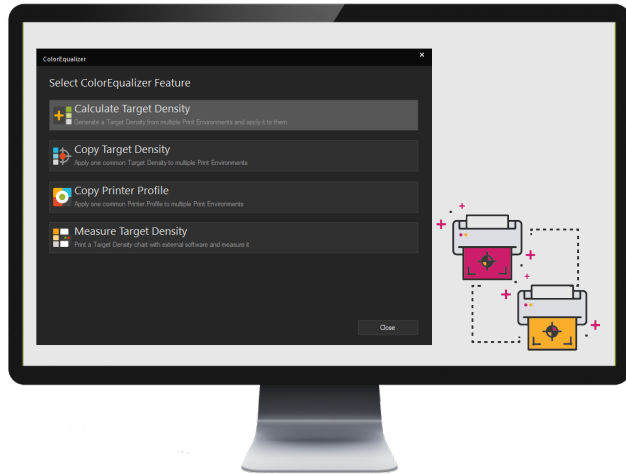 ColorEqualizer
Select ColorEqualizer Feature
Calculate Target Density
Generate a Target Density from multiple Print Environments and apply it to them
Copy Target Density
Apply one common Target Density to multiple Print Environments
Copy Printer Profile
Apply one common Printer Profile to multiple Print Environments
Measure Target Density
Print a Target Density chart with external software and measure it
Close